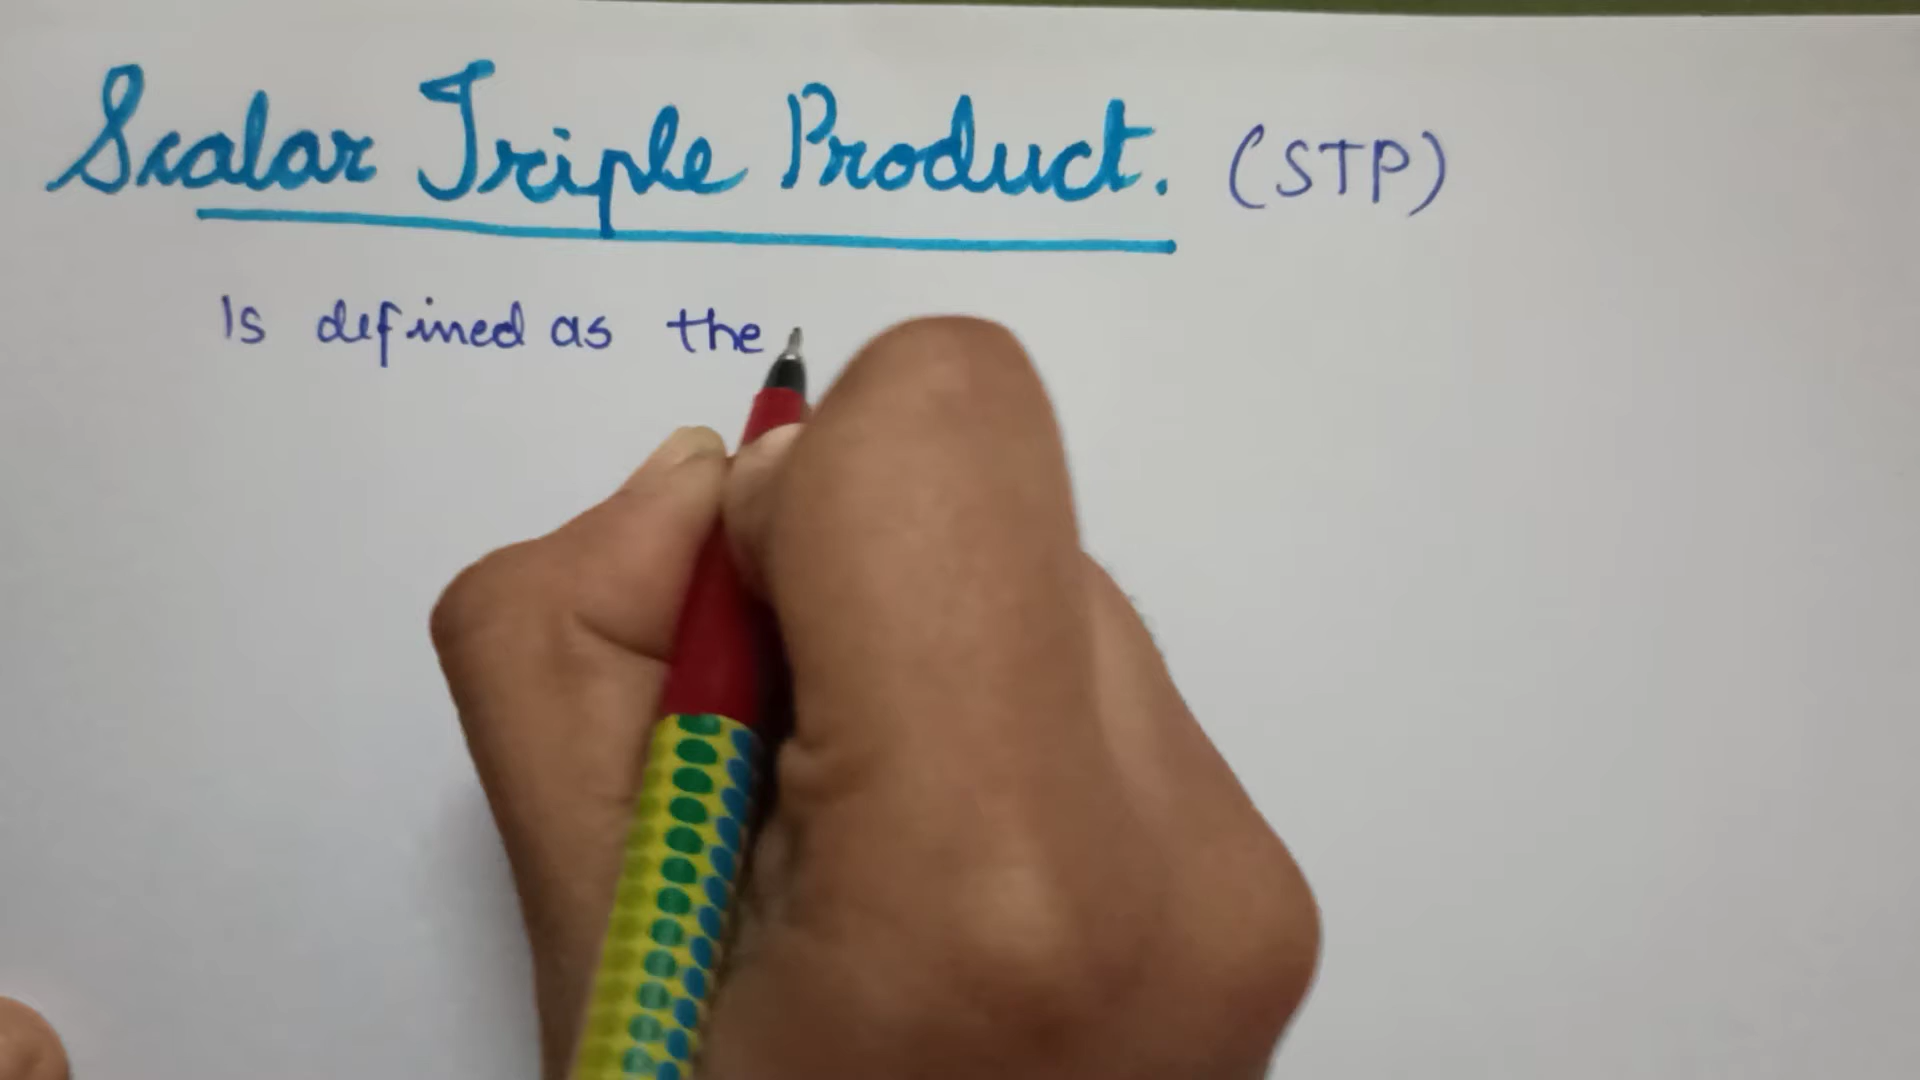 Scalar Triple Product. (STP)
Is defined as the